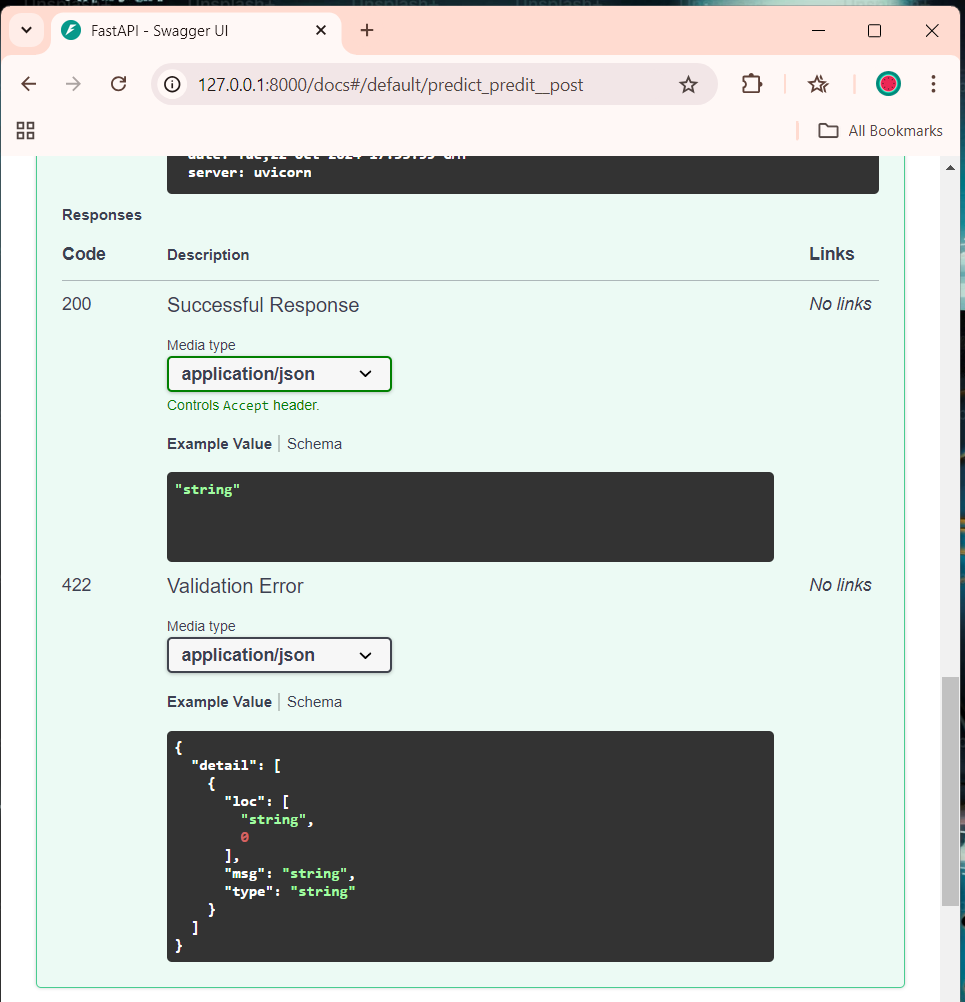 FastAPI - Swagger UI
127.0.0.1:8000/docs#/default/predict_predit__post
All Bookmarks
server: uvicorn
Responses
Code Description Links
200 Successful Response No links
Media type
application/json
Controls Accept header.
Example Value | Schema
"string"
422 Validation Error No links
Media type
application/json
Example Value | Schema
{
"detail": [
{
"loc": [
"string",
0
],
"msg": "string",
"type": "string"
}
]
}